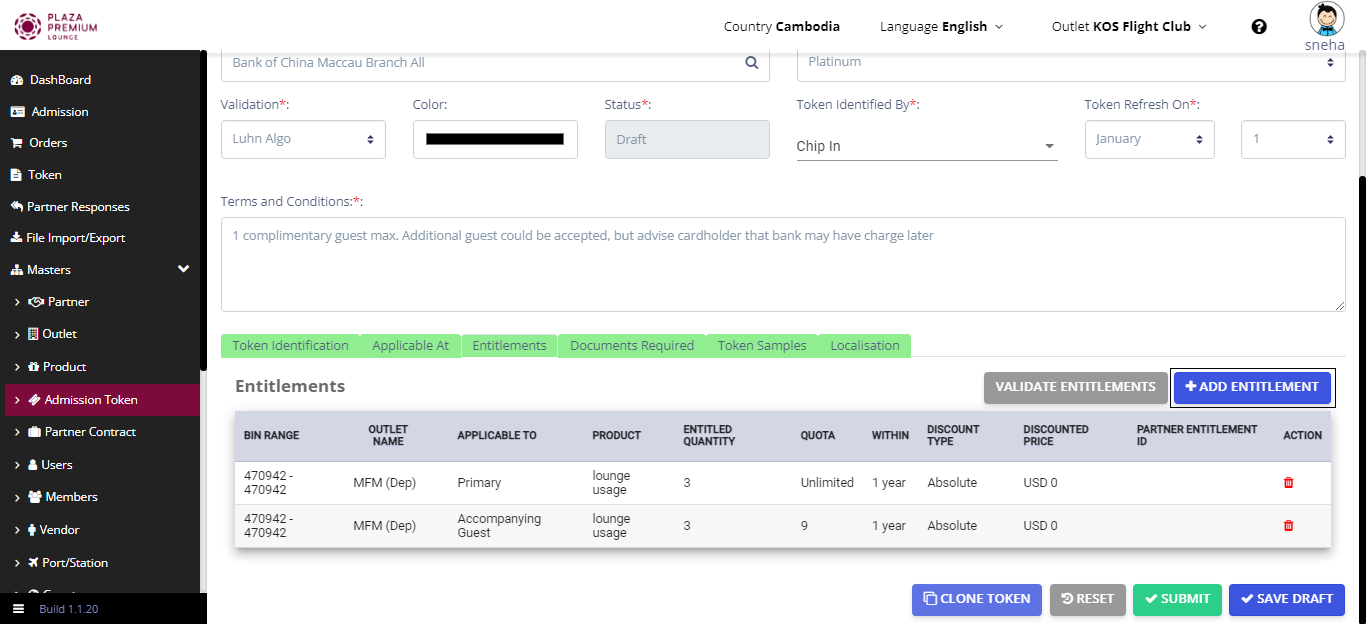 PLAZA
PREMIUM
LOUNGE
Country Cambodia
Language English
Outlet KOS Flight Club
sneha
DashBoard
Admission
Orders
Token
Partner Responses
File Import/Export
Masters
Partner
Outlet
Product
Admission Token
Partner Contract
Users
Members
Vendor
Port/Station
Build 1.1.20
Bank of China Maccau Branch All
Platinum
Validation*:
Color:
Status*:
Token Identified By*:
Token Refresh On*:
Luhn Algo
Draft
Chip In
January
1
Terms and Conditions:*:
1 complimentary guest max. Additional guest could be accepted, but advise cardholder that bank may have charge later
Token Identification
Applicable At
Entitlements
Documents Required
Token Samples
Localisation
Entitlements
VALIDATE ENTITLEMENTS
ADD ENTITLEMENT
BIN RANGE
OUTLET
NAME
APPLICABLE TO
PRODUCT
ENTITLED
QUANTITY
QUOTA
WITHIN
DISCOUNT
TYPE
DISCOUNTED
PRICE
PARTNER ENTITLEMENT
ID
ACTION
470942 -
470942
MFM (Dep)
Primary
lounge
usage
3
Unlimited
1 year
Absolute
USD 0
470942 -
470942
MFM (Dep)
Accompanying
Guest
lounge
usage
3
9
1 year
Absolute
USD 0
CLONE TOKEN
RESET
SUBMIT
SAVE DRAFT